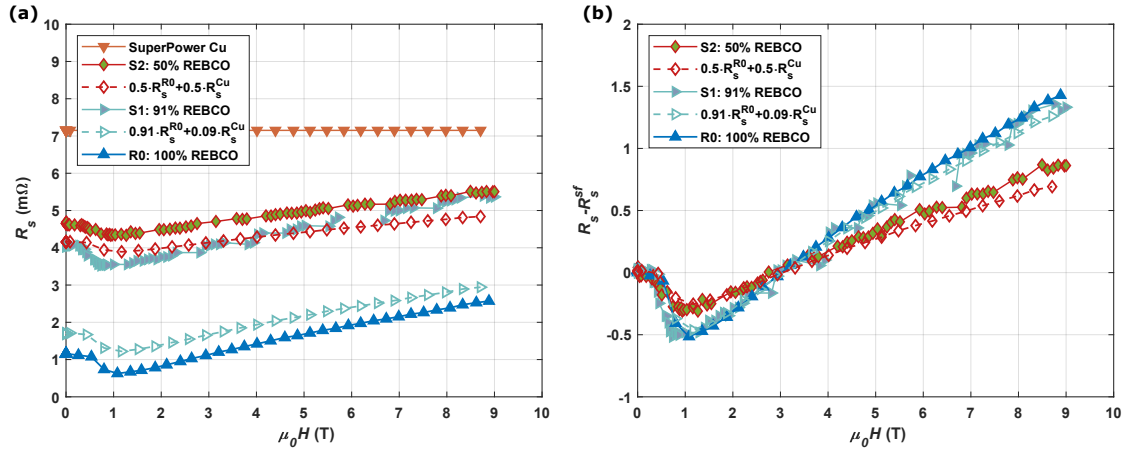 (a)
10
9
8
7
6
5
4
3
2
1
0
R_s (mΩ)
SuperPower Cu
S2: 50% REBCO
0.5·R_s^R0+0.5·R_s^Cu
S1: 91% REBCO
0.91·R_s^R0+0.09·R_s^Cu
R0: 100% REBCO
0 1 2 3 4 5 6 7 8 9 10
μ_0H (T)
(b)
2
1.5
1
0.5
0
-0.5
-1
R_s-R_s^sf
S2: 50% REBCO
0.5·R_s^R0+0.5·R_s^Cu
S1: 91% REBCO
0.91·R_s^R0+0.09·R_s^Cu
R0: 100% REBCO
0 1 2 3 4 5 6 7 8 9 10
μ_0H (T)